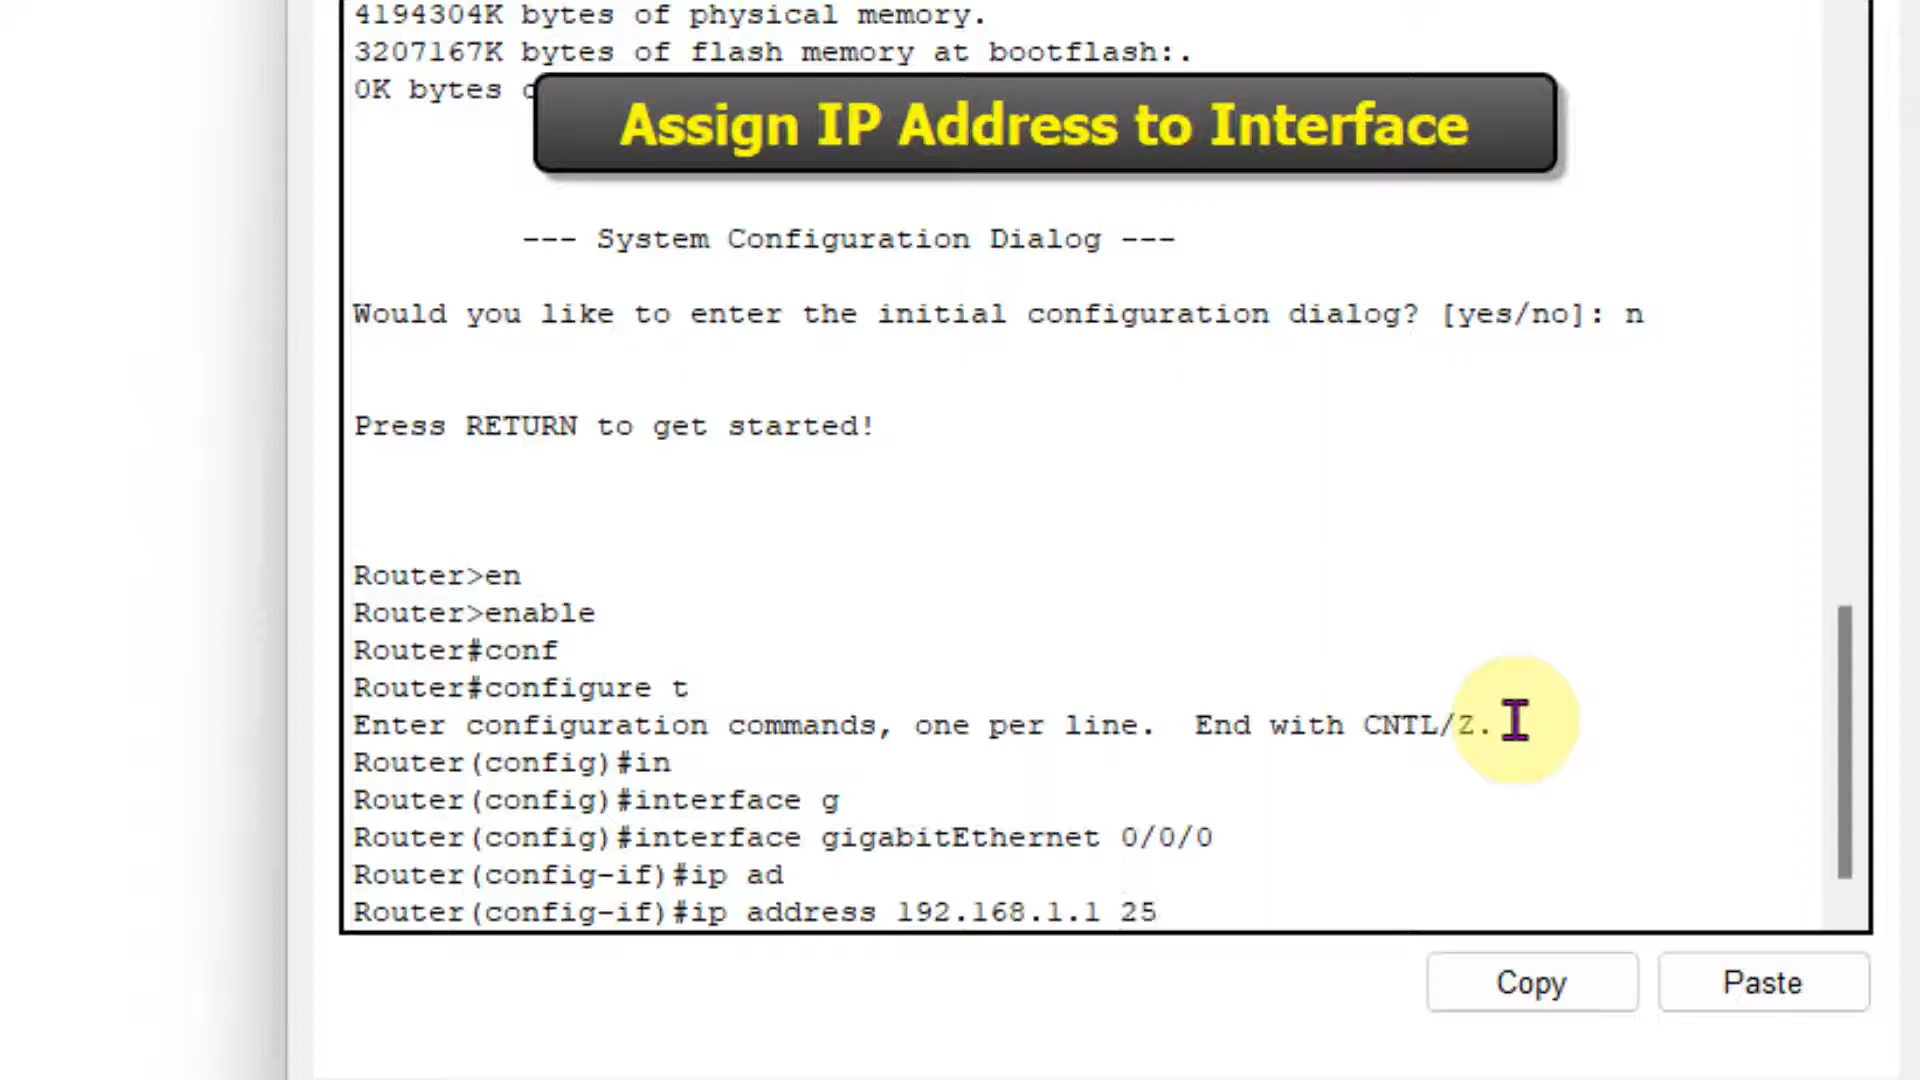 4194304K bytes of physical memory.
3207167K bytes of flash memory at bootflash:.
0K bytes
Assign IP Address to Interface
--- System Configuration Dialog ---
Would you like to enter the initial configuration dialog? [yes/no]: n
Press RETURN to get started!
Router>en
Router>enable
Router#conf
Router#configure t
Enter configuration commands, one per line.  End with CNTL/Z.
Router(config)#in
Router(config)#interface g
Router(config)#interface gigabitEthernet 0/0/0
Router(config-if)#ip ad
Router(config-if)#ip address 192.168.1.1 25
Copy
Paste